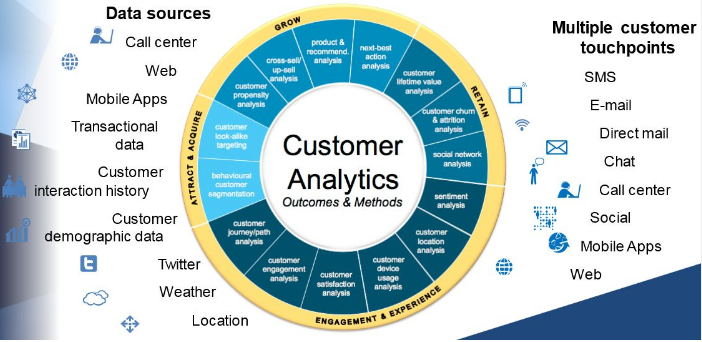 Data sources
Call center
Web
Mobile Apps
Transactional
data
Customer
interaction history
Customer
demographic data
Twitter
Weather
Location
GROW
RETAIN
ENGAGEMENT & EXPERIENCE
ATTRACT & ACQUIRE
product &
recommend.
analysis
next-best
action
analysis
customer
lifetime value
analysis
customer churn
& attrition
analysis
social network
analysis
sentiment
analysis
customer
location
analysis
customer
device
usage
analysis
customer
satisfaction
analysis
customer
engagement
analysis
customer
journey/path
analysis
behavioural
customer
segmentation
customer
look-alike
targeting
customer
propensity
analysis
cross-sell/
up-sell
analysis
Customer
Analytics
Outcomes & Methods
Multiple customer
touchpoints
SMS
E-mail
Direct mail
Chat
Call center
Social
Mobile Apps
Web